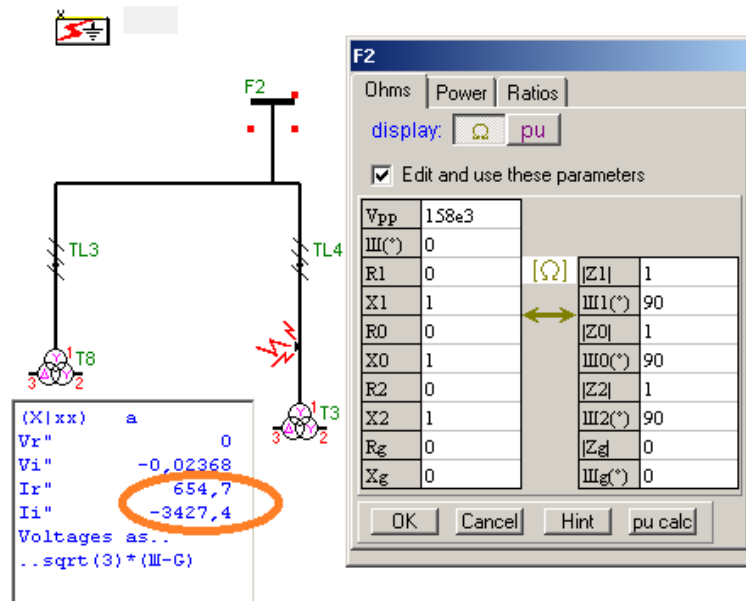 x
F2
TL3
TL4
1
T8
3
2
1
T3
3
2
(X|xx) a
Vr" 0
Vi" -0,02368
Ir" 654,7
Ii" -3427,4
Voltages as..
..sqrt(3)*(Ш-G)
F2
Ohms Power Ratios
display: Ω pu
Edit and use these parameters
Vpp 158e3
Ш(°) 0
R1 0 [Ω] |Z1| 1
X1 1 Ш1(°) 90
R0 0 |Z0| 1
X0 1 Ш0(°) 90
R2 0 |Z2| 1
X2 1 Ш2(°) 90
Rg 0 |Zg| 0
Xg 0 Шg(°) 0
OK Cancel Hint pu calc